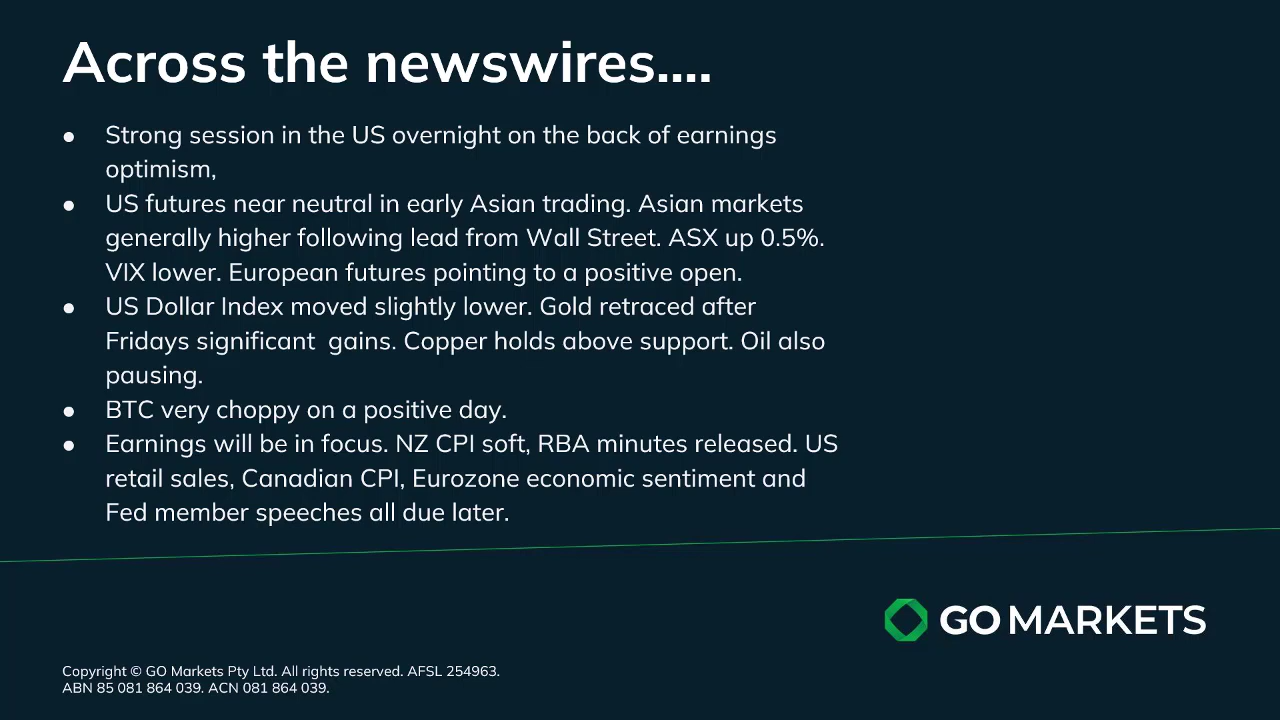 Across the newswires....
● Strong session in the US overnight on the back of earnings
optimism,
● US futures near neutral in early Asian trading. Asian markets
generally higher following lead from Wall Street. ASX up 0.5%.
VIX lower. European futures pointing to a positive open.
● US Dollar Index moved slightly lower. Gold retraced after
Fridays significant  gains. Copper holds above support. Oil also
pausing.
● BTC very choppy on a positive day.
● Earnings will be in focus. NZ CPI soft, RBA minutes released. US
retail sales, Canadian CPI, Eurozone economic sentiment and
Fed member speeches all due later.
GO MARKETS
Copyright © GO Markets Pty Ltd. All rights reserved. AFSL 254963.
ABN 85 081 864 039. ACN 081 864 039.